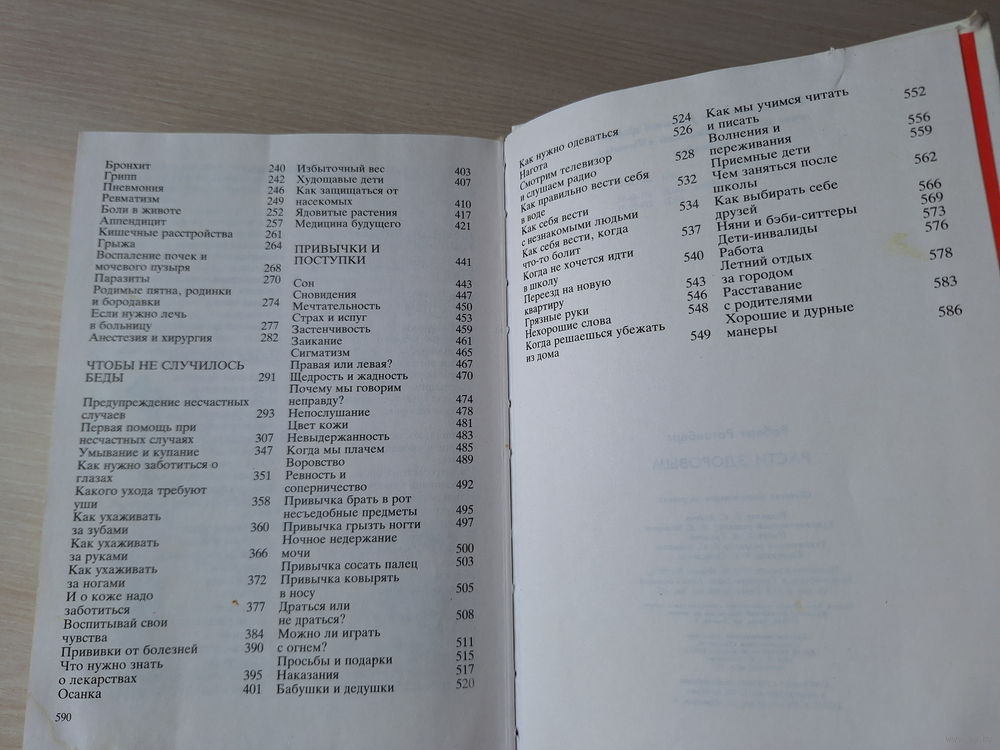 Бронхит 240
Грипп 242
Пневмония 246
Ревматизм 249
Боли в животе 252
Аппендицит 257
Кишечные расстройства 261
Грыжа 264
Воспаление почек и
мочевого пузыря 268
Паразиты 270
Родимые пятна, родинки
и бородавки 274
Если нужно лечь
в больницу 277
Анестезия и хирургия 282
ЧТОБЫ НЕ СЛУЧИЛОСЬ
БЕДЫ 291
Предупреждение несчастных
случаев 293
Первая помощь при
несчастных случаях 307
Умывание и купание 347
Как нужно заботиться о
глазах 351
Какого ухода требуют
уши 358
Как ухаживать
за зубами 360
Как ухаживать
за руками 366
Как ухаживать
за ногами 372
И о коже надо
заботиться 377
Воспитывай свои
чувства 384
Прививки от болезней 390
Что нужно знать
о лекарствах 395
Осанка 401
590
Избыточный вес 403
Худощавые дети 407
Как защищаться от
насекомых 410
Ядовитые растения 417
Медицина будущего 421
ПРИВЫЧКИ И
ПОСТУПКИ 441
Сон 443
Сновидения 447
Мечтательность 450
Страх и испуг 453
Застенчивость 459
Заикание 461
Сигматизм 465
Правая или левая? 467
Щедрость и жадность 470
Почему мы говорим
неправду? 474
Непослушание 478
Цвет кожи 481
Невыдержанность 483
Когда мы плачем 485
Воровство 489
Ревность и
соперничество 492
Привычка брать в рот
несъедобные предметы 495
Привычка грызть ногти 497
Ночное недержание
мочи 500
Привычка сосать палец 503
Привычка ковырять
в носу 505
Драться или
не драться? 508
Можно ли играть
с огнем? 511
Просьбы и подарки 515
Наказания 517
Бабушки и дедушки 520
Как нужно одеваться 524
Нагота 526
Смотрим телевизор
и слушаем радио 528
Как правильно вести себя
в воде 532
Как себя вести
с незнакомыми людьми 534
Как себя вести, когда
что-то болит 537
Когда не хочется идти
в школу 540
Переезд на новую
квартиру 543
Грязные руки 546
Нехорошие слова 548
Когда решаешься убежать
из дома 549
Как мы учимся читать
и писать 552
Волнения и
переживания 556
Приемные дети 559
Чем заняться после
школы 562
Как выбирать себе
друзей 566
Няни и бэби-ситтеры 569
Дети-инвалиды 573
Работа 576
Летний отдых
за городом 578
Расставание
с родителями 583
Хорошие и дурные
манеры 586